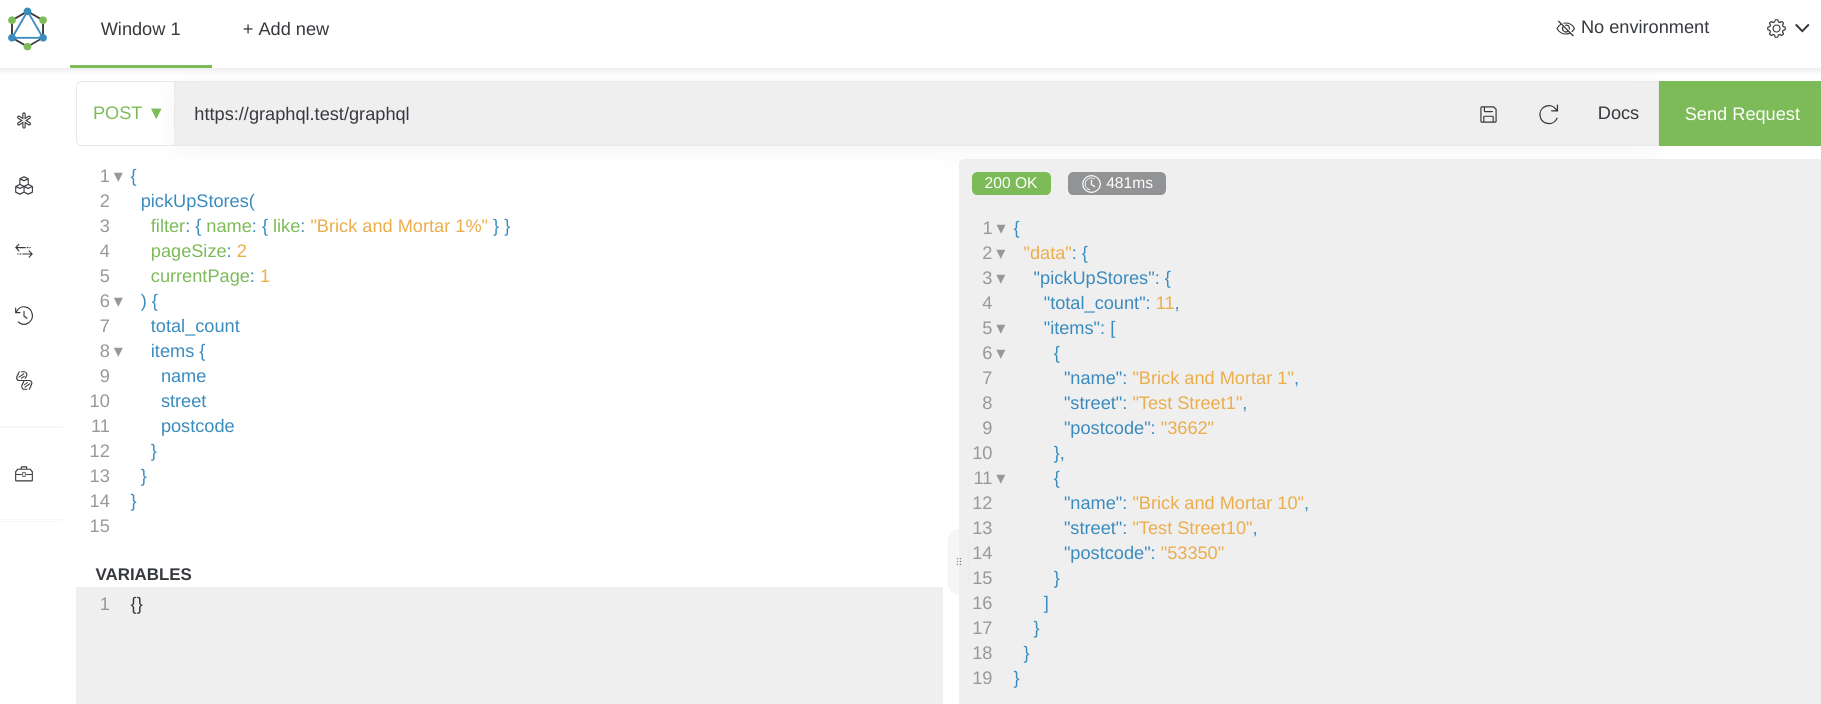 Window 1
+ Add new
No environment
POST ▼
https://graphql.test/graphql
Docs
Send Request
1 ▼ {
2 pickUpStores(
3 filter: { name: { like: "Brick and Mortar 1%" } }
4 pageSize: 2
5 currentPage: 1
6 ▼ ) {
7 total_count
8 ▼ items {
9 name
10 street
11 postcode
12 }
13 }
14 }
15
VARIABLES
1 {}
200 OK
481ms
1 ▼ {
2 ▼ "data": {
3 ▼ "pickUpStores": {
4 "total_count": 11,
5 ▼ "items": [
6 ▼ {
7 "name": "Brick and Mortar 1",
8 "street": "Test Street1",
9 "postcode": "3662"
10 },
11 ▼ {
12 "name": "Brick and Mortar 10",
13 "street": "Test Street10",
14 "postcode": "53350"
15 }
16 ]
17 }
18 }
19 }